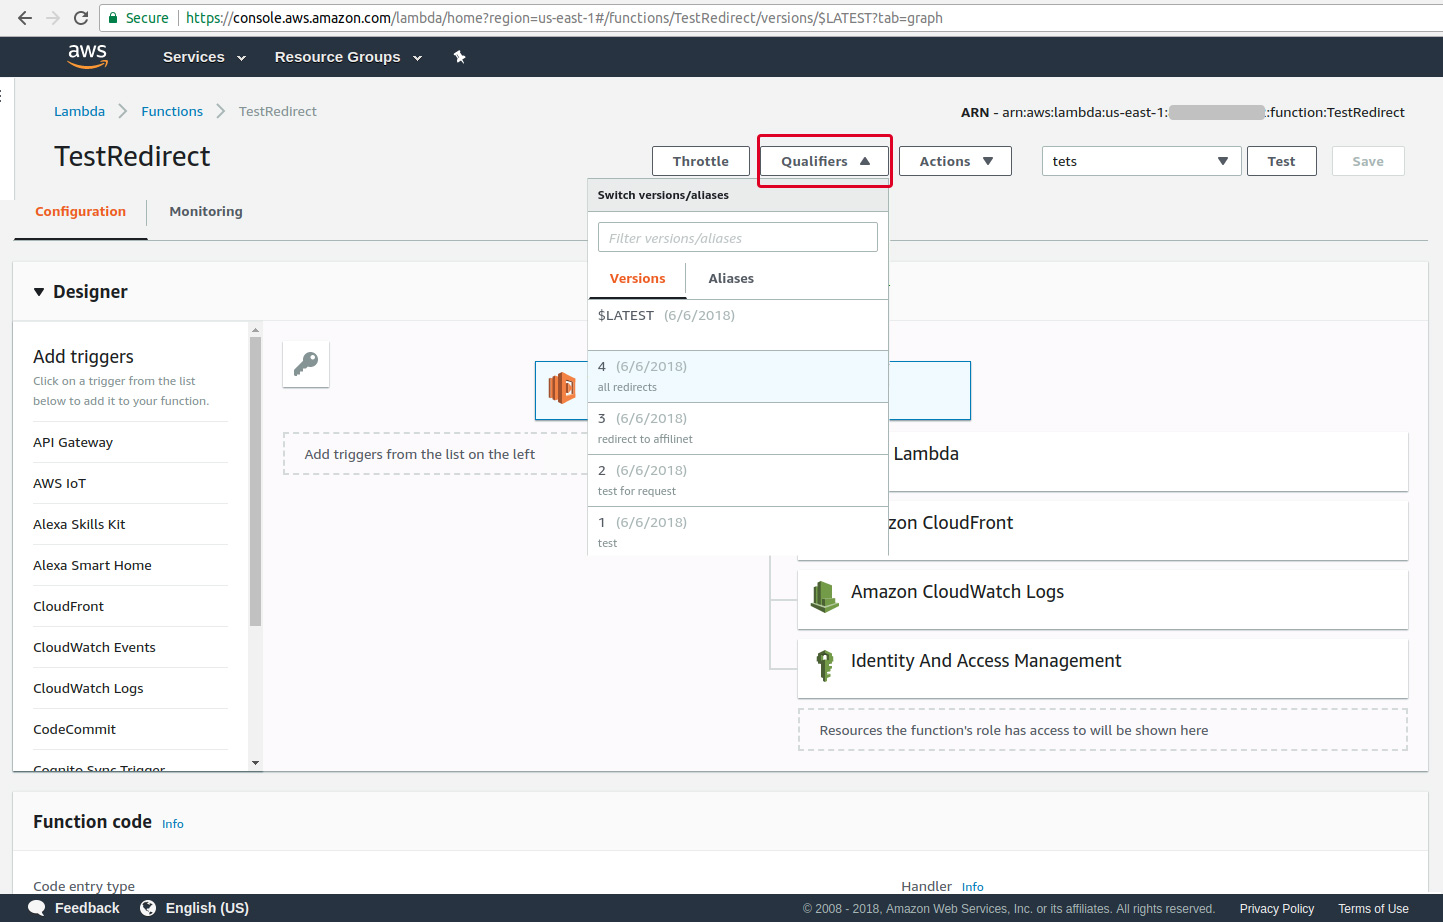 Secure https://console.aws.amazon.com/lambda/home?region=us-east-1#/functions/TestRedirect/versions/$LATEST?tab=graph
aws Services Resource Groups
Lambda Functions TestRedirect
ARN - arn:aws:lambda:us-east-1: :function:TestRedirect
TestRedirect
Throttle Qualifiers Actions tets Test Save
Switch versions/aliases
Configuration Monitoring
Filter versions/aliases
Versions Aliases
Designer
$LATEST (6/6/2018)
4 (6/6/2018)
all redirects
3 (6/6/2018)
redirect to affilinet
2 (6/6/2018)
test for request
1 (6/6/2018)
test
Add triggers
Click on a trigger from the list
below to add it to your function.
API Gateway
AWS IoT
Alexa Skills Kit
Alexa Smart Home
CloudFront
CloudWatch Events
CloudWatch Logs
CodeCommit
Cognito Sync Trigger
Add triggers from the list on the left
Lambda
zon CloudFront
Amazon CloudWatch Logs
Identity And Access Management
Resources the function's role has access to will be shown here
Function code Info
Code entry type
Handler Info
Feedback English (US)
© 2008 - 2018, Amazon Web Services, Inc. or its affiliates. All rights reserved. Privacy Policy Terms of Use